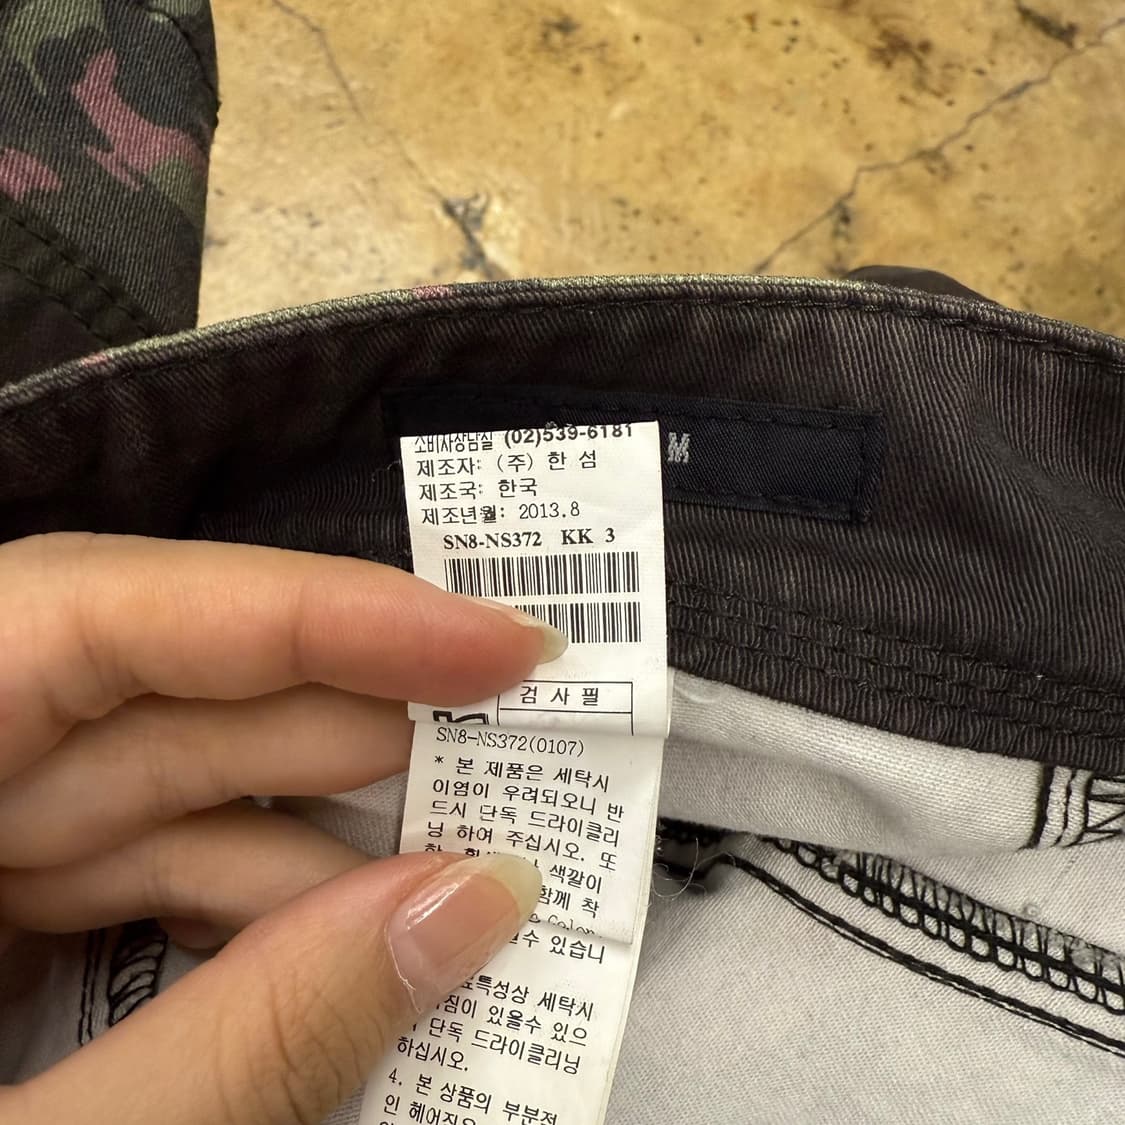 소비자상담실 (02)539-6181
제조자: (주) 한 섬
제조국: 한국
제조년월: 2013.8
SN8-NS372 KK 3
검 사 필
SN8-NS372(0107)
* 본 제품은 세탁시
이염이 우려되오니 반
드시 단독 드라이클리
닝 하여 주십시오. 또
색깔이
함께 착
Color
있습니
세탁시
있을수 있으
단독 드라이클리닝
하십시오.
4. 본 상품의 부분적
인
M